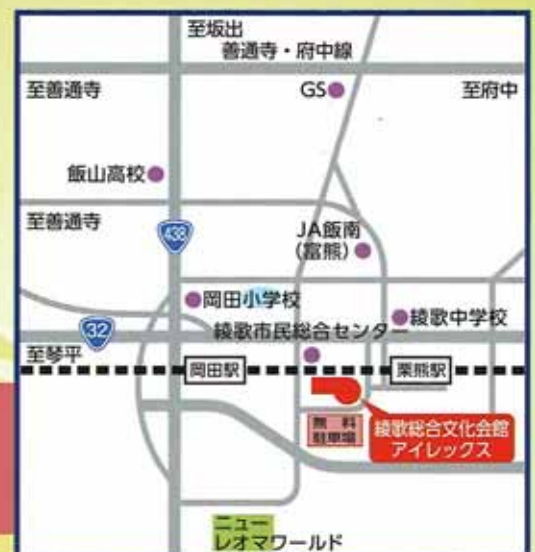 至坂出
善通寺・府中線
至善通寺
GS
至府中
飯山高校
至善通寺
438
JA飯南
(富熊)
岡田小学校
綾歌中学校
32
綾歌市民総合センター
至琴平
岡田駅
栗熊駅
無料
駐車場
綾歌総合文化会館
アイレックス
ニュー
レオマワールド